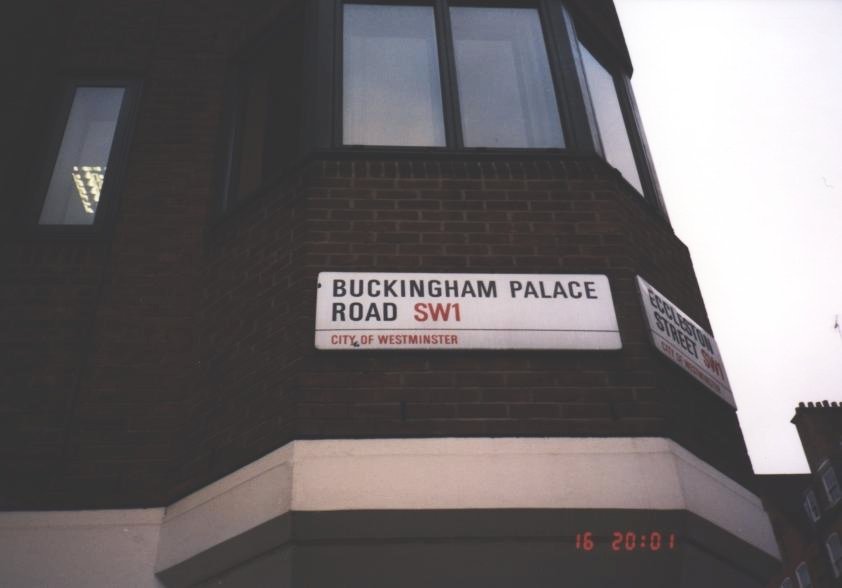 BUCKINGHAM PALACE
ROAD SW1
CITY OF WESTMINSTER
ECCLESTON
STREET SW1
CITY OF WESTMINSTER
16 20:01